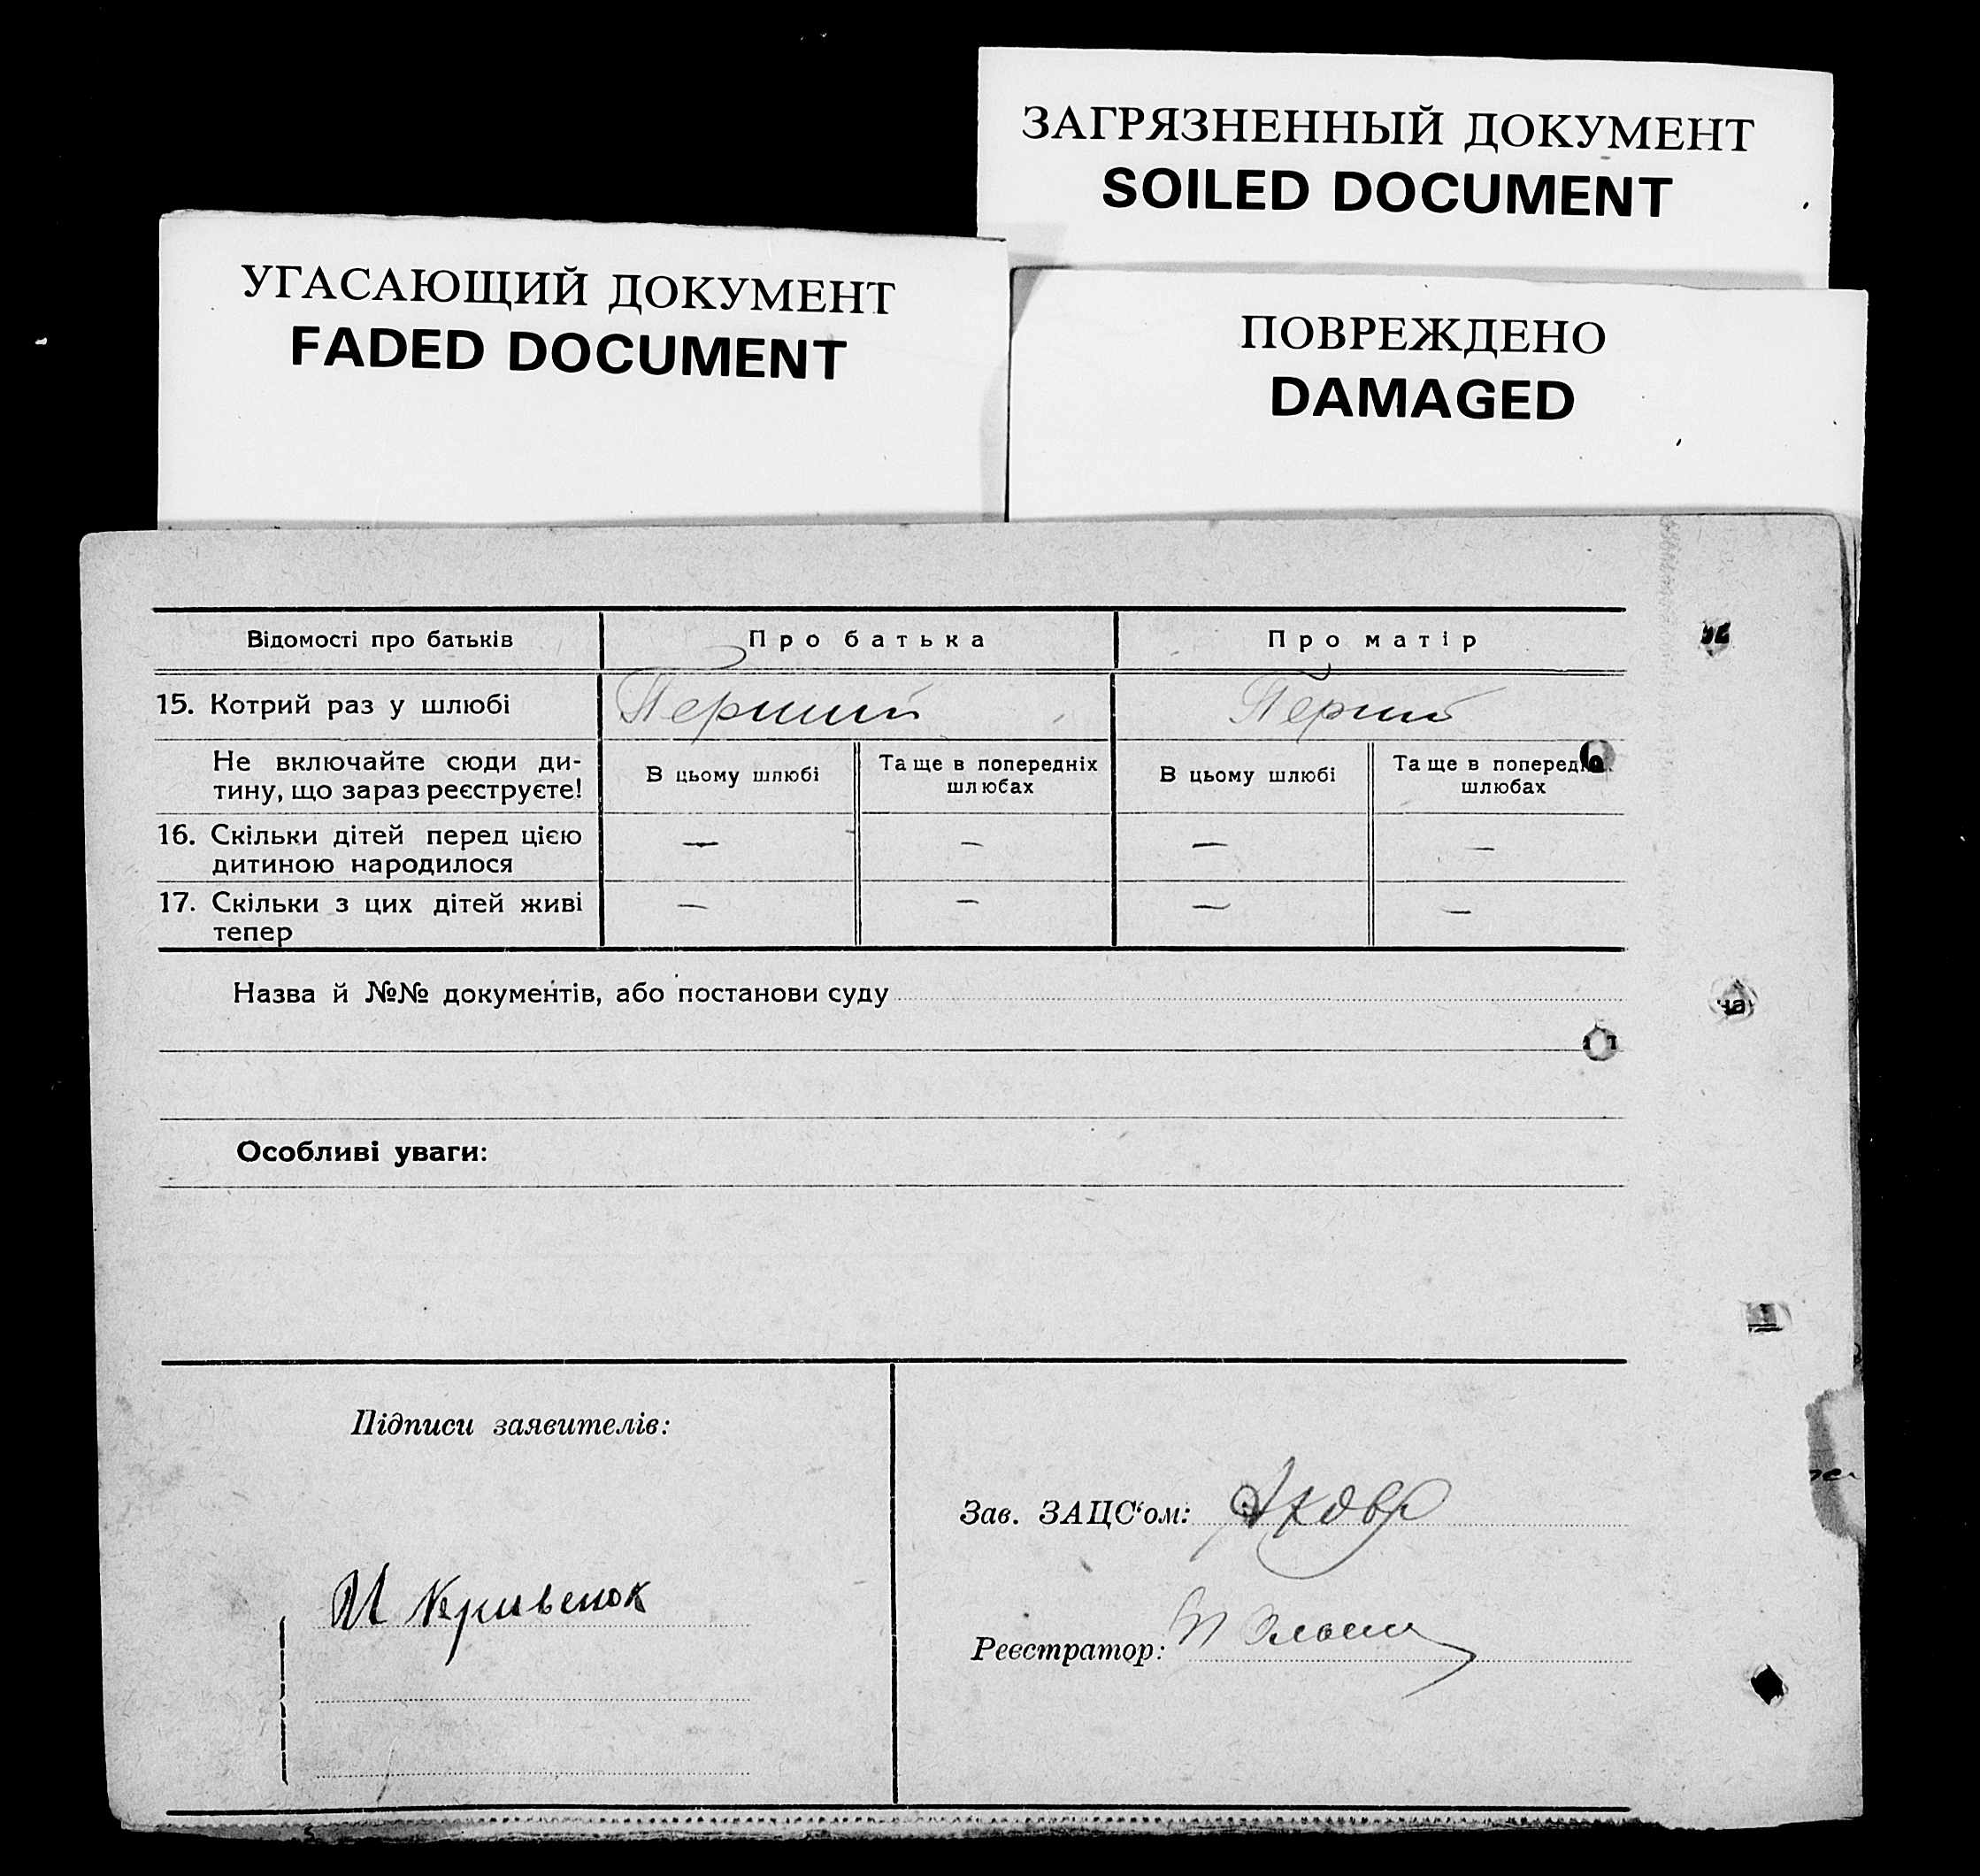 ЗАГРЯЗНЕННЫЙ ДОКУМЕНТ
SOILED DOCUMENT
УГАСАЮЩИЙ ДОКУМЕНТ
FADED DOCUMENT
ПОВРЕЖДЕНО
DAMAGED
Відомості про батьків Про батька Про матір
15. Котрий раз у шлюбі Перший Перший
Не включайте сюди ди-
тину, що зараз реєструєте!
В цьому шлюбі
Та ще в попередніх
шлюбах
В цьому шлюбі
Та ще в
шлюбах
16. Скільки дітей перед цією
дитиною народилося
— — — —
17. Скільки з цих дітей живі
тепер
— — — —
Назва й №№ документів, або постанови суду
Особливі уваги:
Підписи заявителів:
Зав. ЗАЦС‘ом:
Кривенок
Реєстратор: